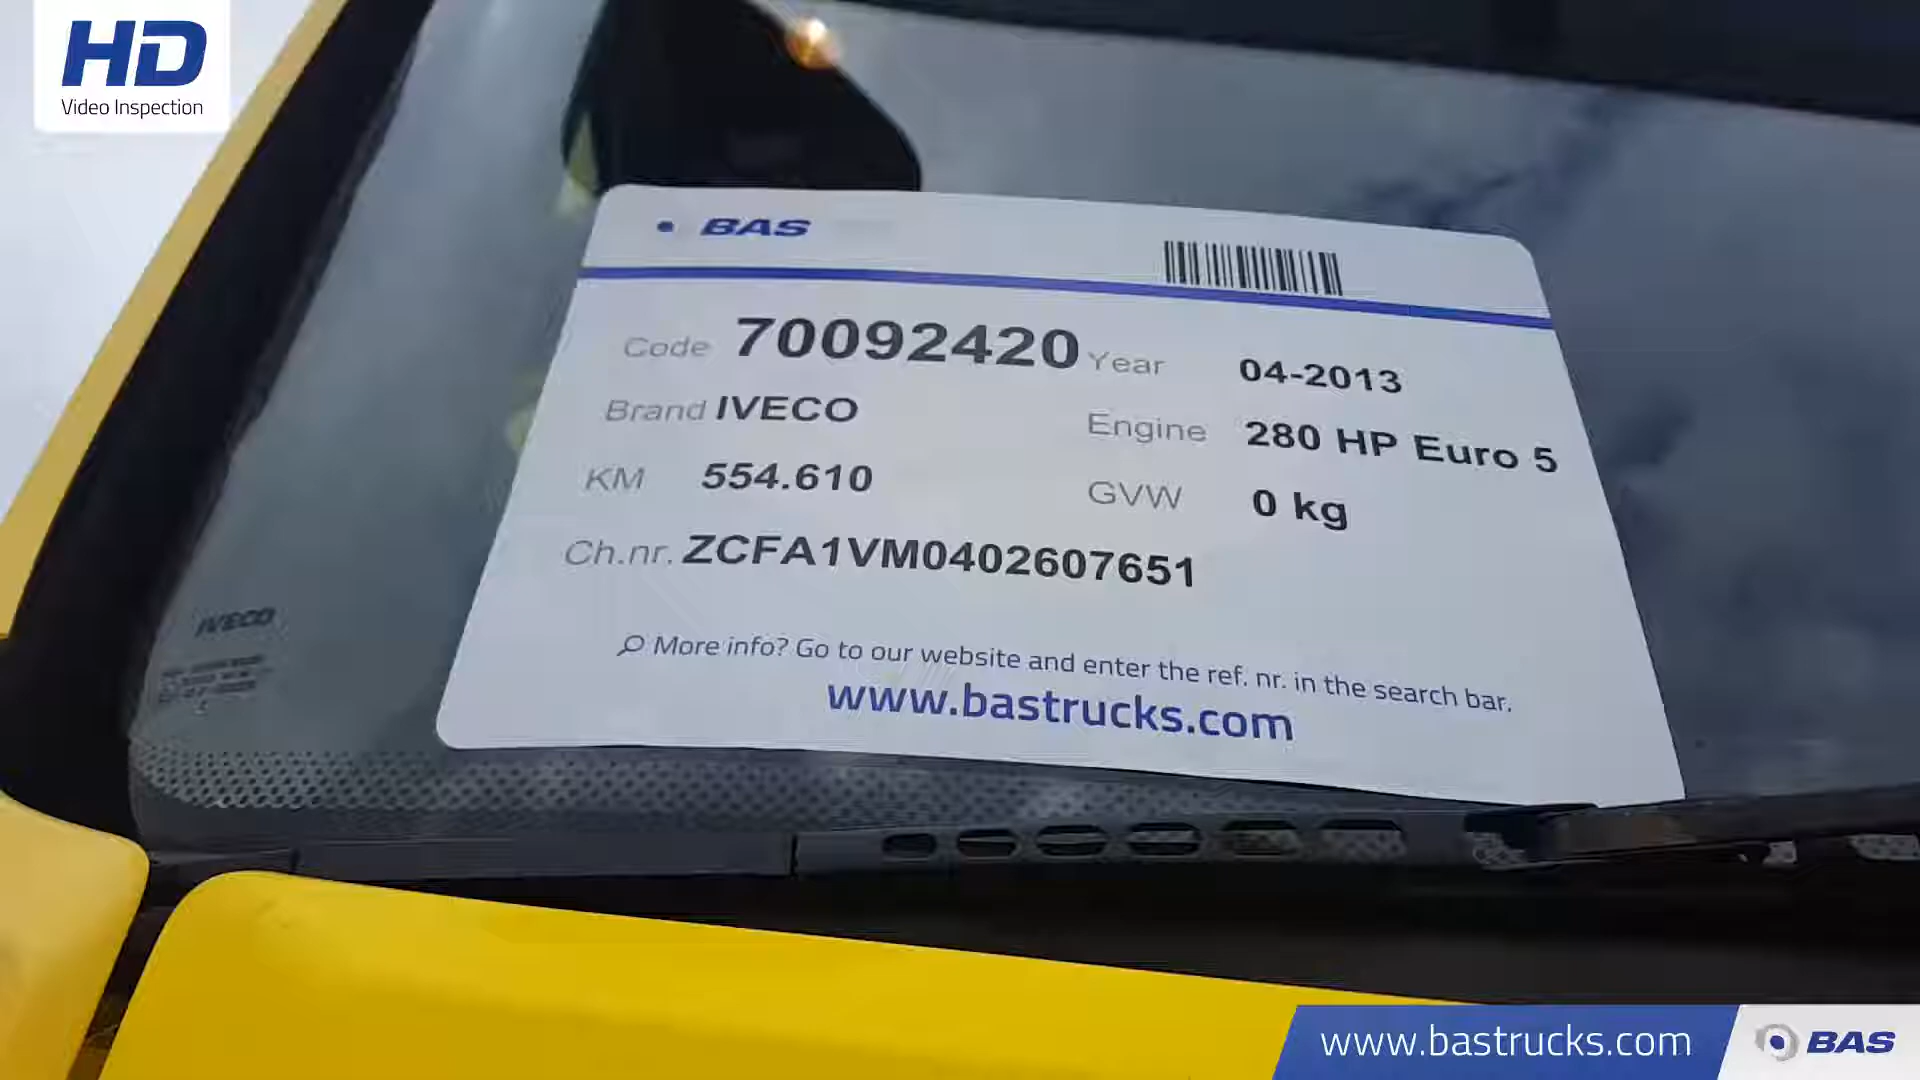 HD
Video Inspection
BAS
Code 70092420 Year 04-2013
Brand IVECO Engine 280 HP Euro 5
KM 554.610 GVW 0 kg
Ch.nr. ZCFA1VM0402607651
IVECO
More info? Go to our website and enter the ref. nr. in the search bar.
www.bastrucks.com
www.bastrucks.com BAS